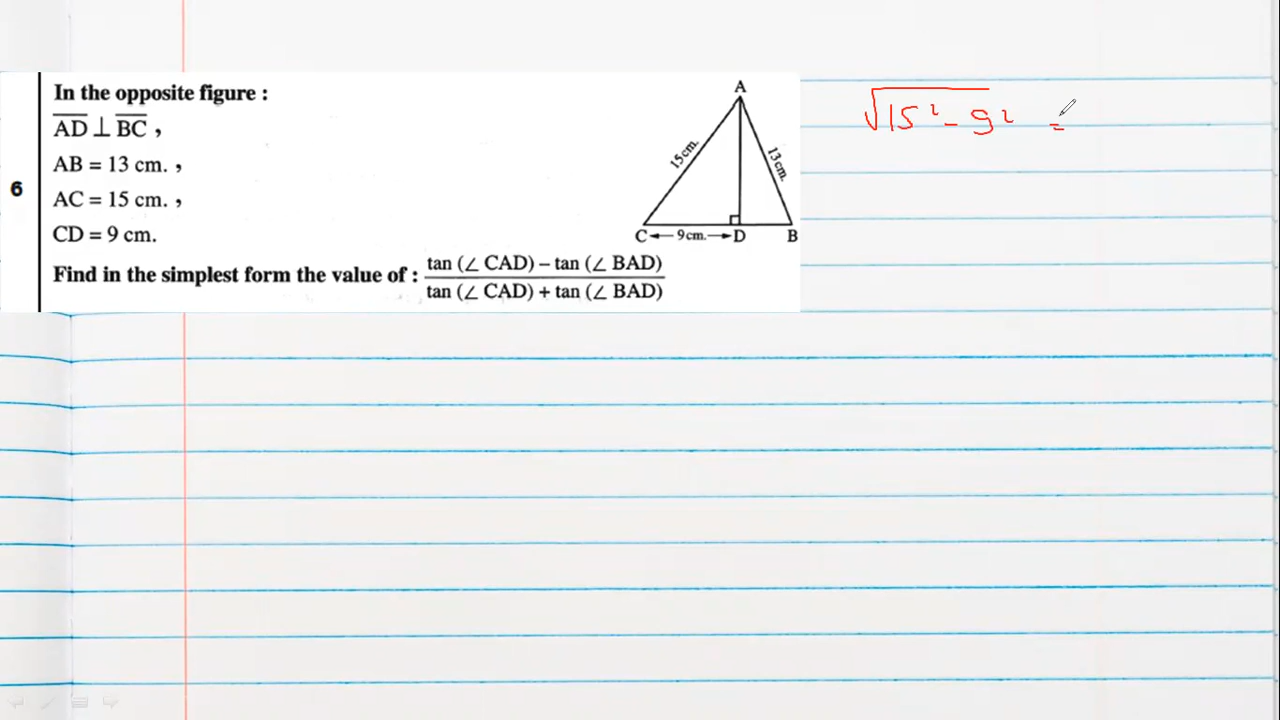 In the opposite figure :
AD ⊥ BC ,
AB = 13 cm. ,
6
AC = 15 cm. ,
CD = 9 cm.
Find in the simplest form the value of : tan (∠ CAD) – tan (∠ BAD)
tan (∠ CAD) + tan (∠ BAD)
A
15 cm.
13 cm.
C 9 cm. D B
√15² - 9² =